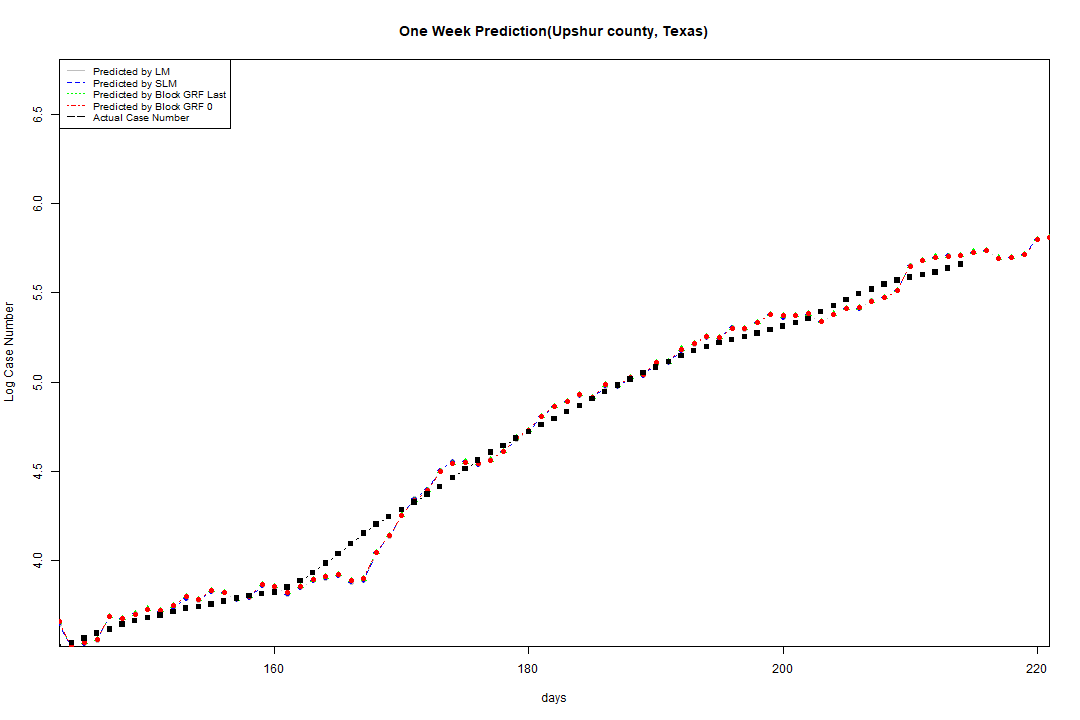 One Week Prediction(Upshur county, Texas)
Predicted by LM
Predicted by SLM
Predicted by Block GRF Last
Predicted by Block GRF 0
Actual Case Number
6.5
6.0
5.5
5.0
4.5
4.0
Log Case Number
160
180
200
220
days